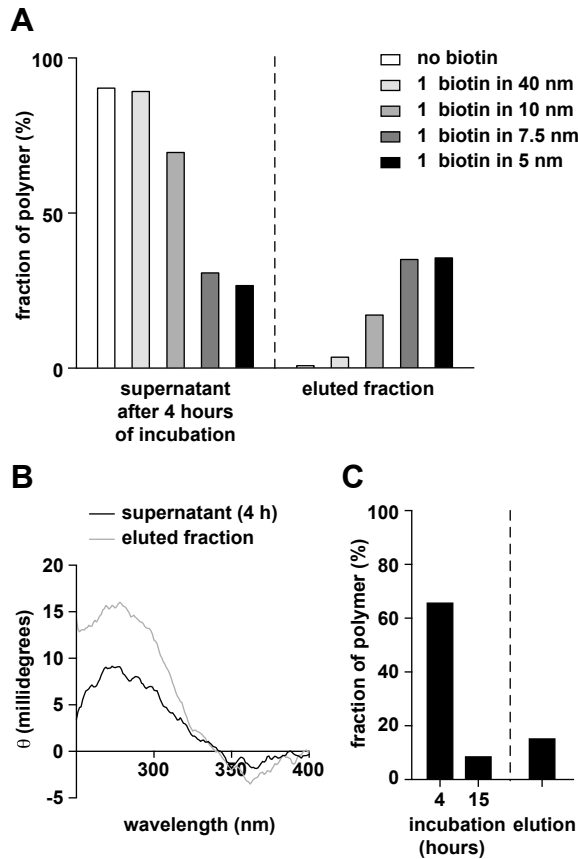 A
100
50
0
fraction of polymer (%)
no biotin
1 biotin in 40 nm
1 biotin in 10 nm
1 biotin in 7.5 nm
1 biotin in 5 nm
supernatant
after 4 hours
of incubation
eluted fraction
B
supernatant (4 h)
eluted fraction
20
15
10
5
0
-5
θ (millidegrees)
300
350
400
wavelength (nm)
C
100
80
60
40
20
0
fraction of polymer (%)
4 15
incubation
(hours)
elution